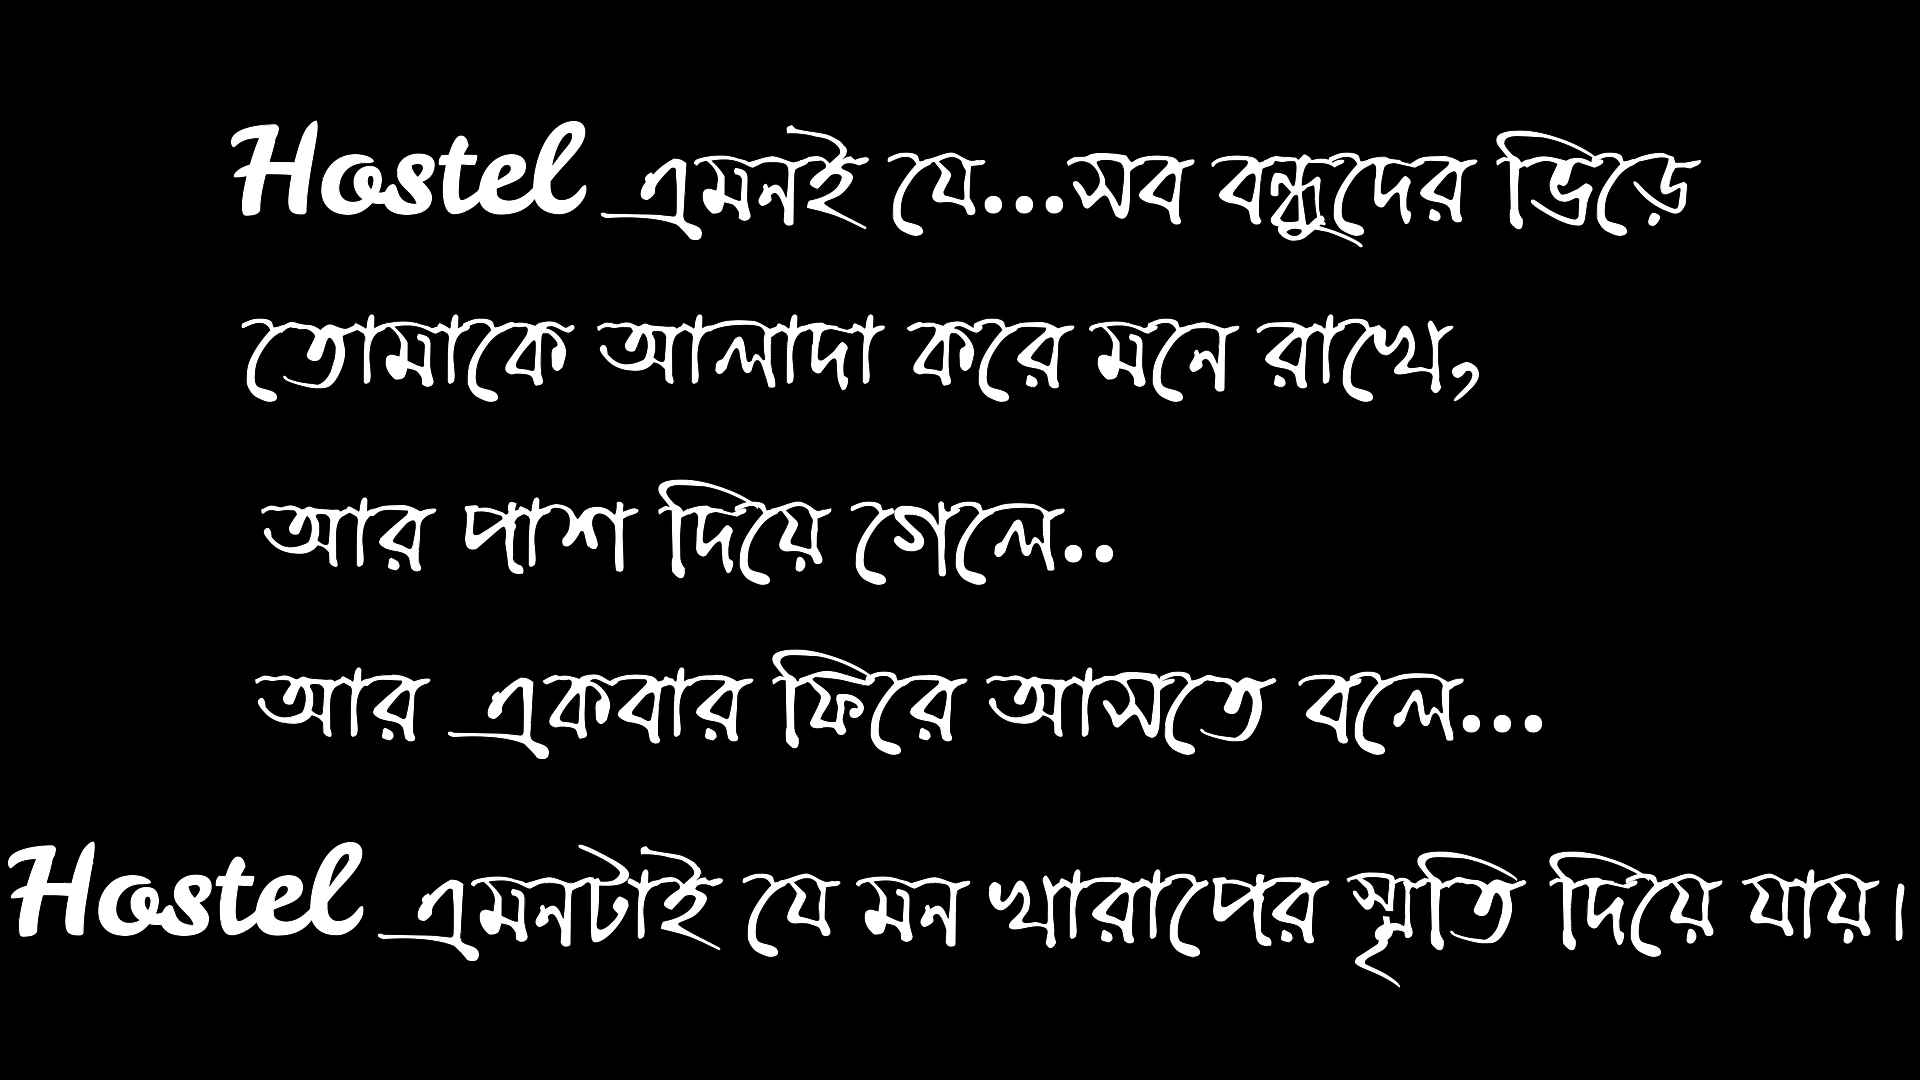 Hostel এমনই যে...সব বন্ধুদের ভিড়ে
তোমাকে আলাদা করে মনে রাখে,
আর পাশ দিয়ে গেলে..
আর একবার ফিরে আসতে বলে...
Hostel এমনটাই যে মন খারাপের স্মৃতি দিয়ে যায়।